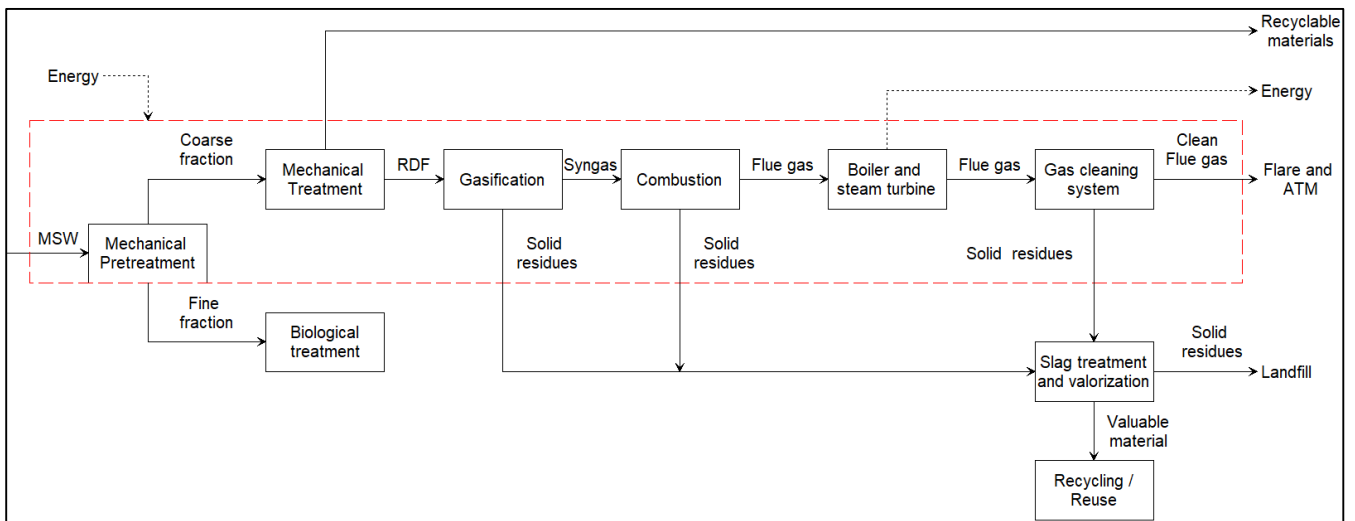 Recyclable
materials
Energy
Energy
Coarse
fraction
Clean
Flue gas
Mechanical
Treatment
RDF
Gasification
Syngas
Combustion
Flue gas
Boiler and
steam turbine
Flue gas
Gas cleaning
system
Flare and
ATM
MSW
Mechanical
Pretreatment
Solid
residues
Solid
residues
Solid residues
Fine
fraction
Biological
treatment
Slag treatment
and valorization
Solid
residues
Landfill
Valuable
material
Recycling /
Reuse